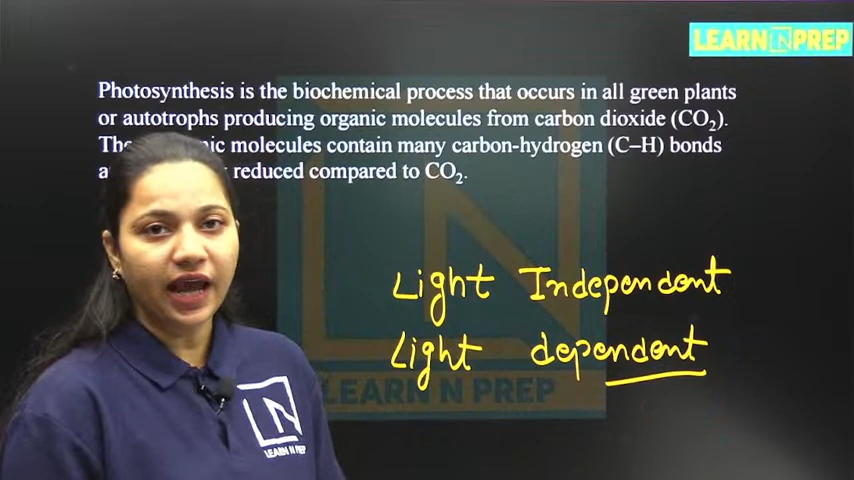 LEARN N PREP
Photosynthesis is the biochemical process that occurs in all green plants
or autotrophs producing organic molecules from carbon dioxide (CO₂).
molecules contain many carbon-hydrogen (C–H) bonds
reduced compared to CO₂.
Light Independent
Light dependent
LEARN N PREP
LN
LEARN N PREP